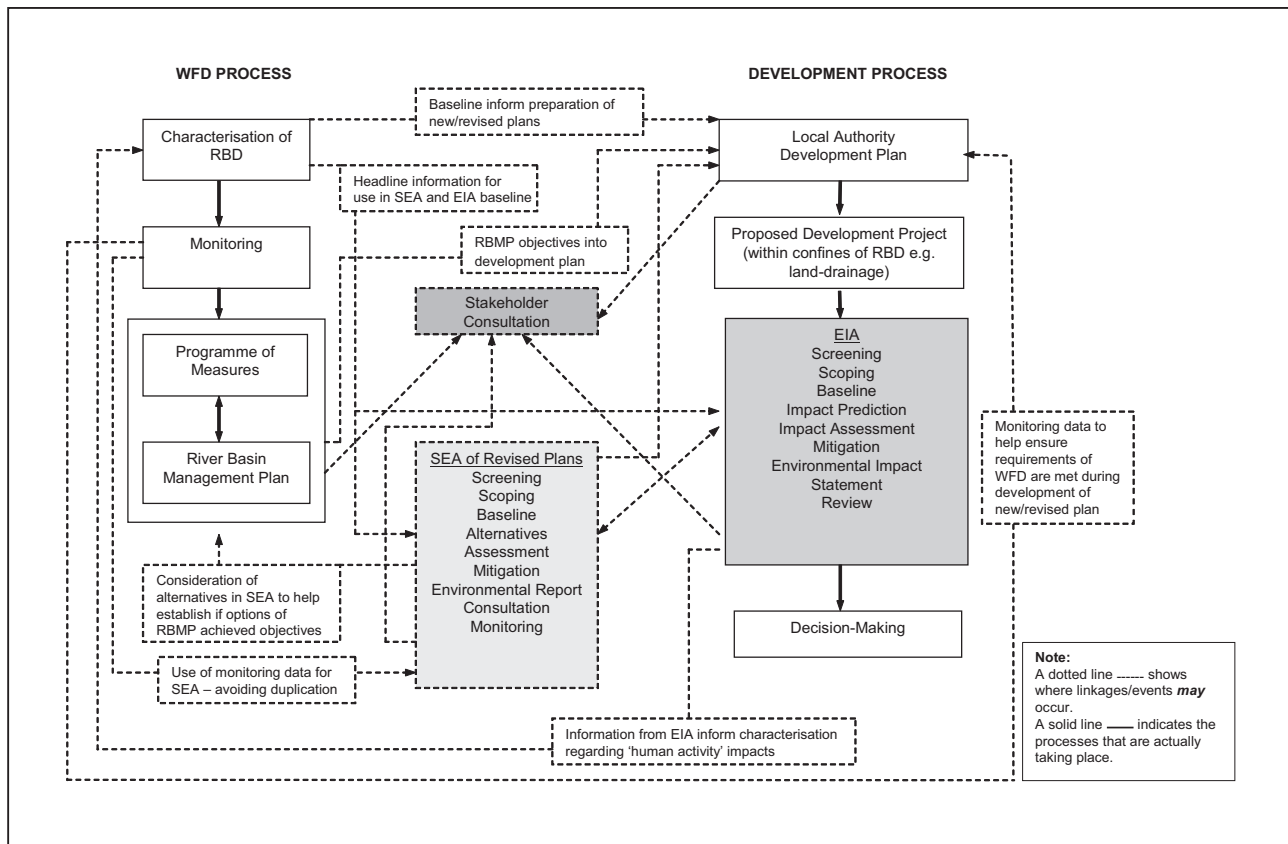 WFD PROCESS
DEVELOPMENT PROCESS
Baseline inform preparation of
new/revised plans
Characterisation of
RBD
Local Authority
Development Plan
Headline information for
use in SEA and EIA baseline
Monitoring
RBMP objectives into
development plan
Proposed Development Project
(within confines of RBD e.g.
land-drainage)
Stakeholder
Consultation
Programme of
Measures
River Basin
Management Plan
EIA
Screening
Scoping
Baseline
Impact Prediction
Impact Assessment
Mitigation
Environmental Impact
Statement
Review
Monitoring data to
help ensure
requirements of
WFD are met during
development of
new/revised plan
SEA of Revised Plans
Screening
Scoping
Baseline
Alternatives
Assessment
Mitigation
Environmental Report
Consultation
Monitoring
Consideration of
alternatives in SEA to help
establish if options of
RBMP achieved objectives
Decision-Making
Use of monitoring data for
SEA – avoiding duplication
Information from EIA inform characterisation
regarding ‘human activity’ impacts
Note:
A dotted line ------ shows
where linkages/events may
occur.
A solid line ___ indicates the
processes that are actually
taking place.